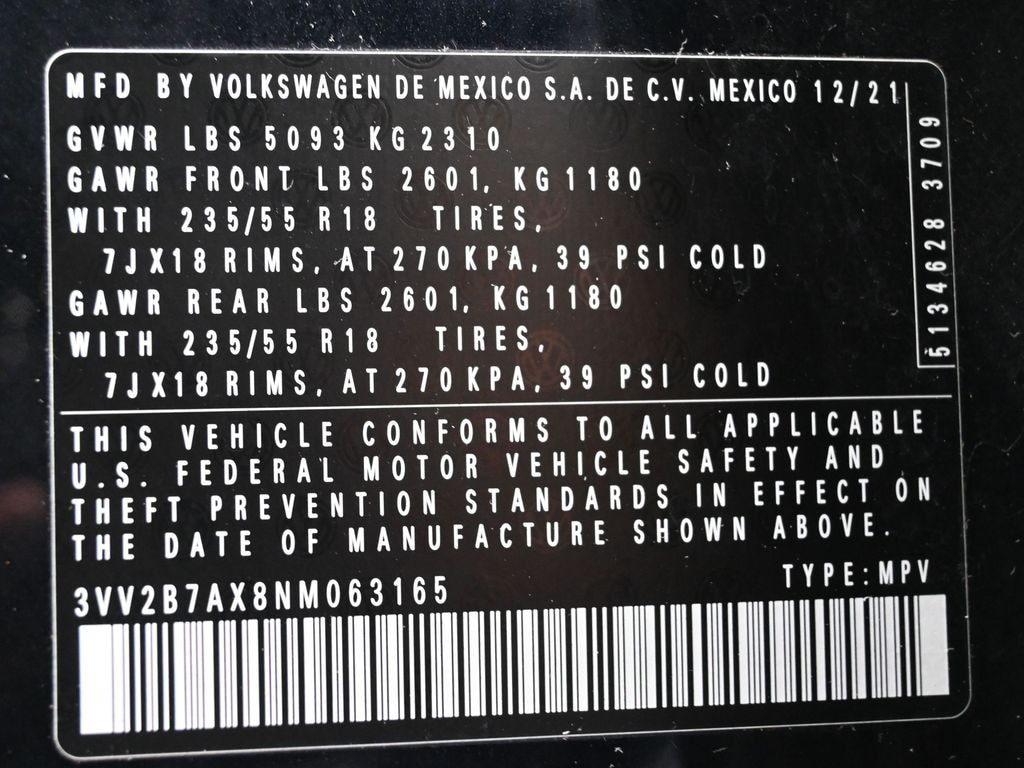 MFD BY VOLKSWAGEN DE MEXICO S.A. DE C.V. MEXICO 12/21
GVWR LBS 5093 KG 2310
GAWR FRONT LBS 2601, KG 1180
WITH 235/55 R18 TIRES,
7JX18 RIMS, AT 270 KPA, 39 PSI COLD
GAWR REAR LBS 2601, KG 1180
WITH 235/55 R18 TIRES,
7JX18 RIMS, AT 270 KPA, 39 PSI COLD
5134628 3709
THIS VEHICLE CONFORMS TO ALL APPLICABLE
U.S. FEDERAL MOTOR VEHICLE SAFETY AND
THEFT PREVENTION STANDARDS IN EFFECT ON
THE DATE OF MANUFACTURE SHOWN ABOVE.
3VV2B7AX8NM063165 TYPE:MPV